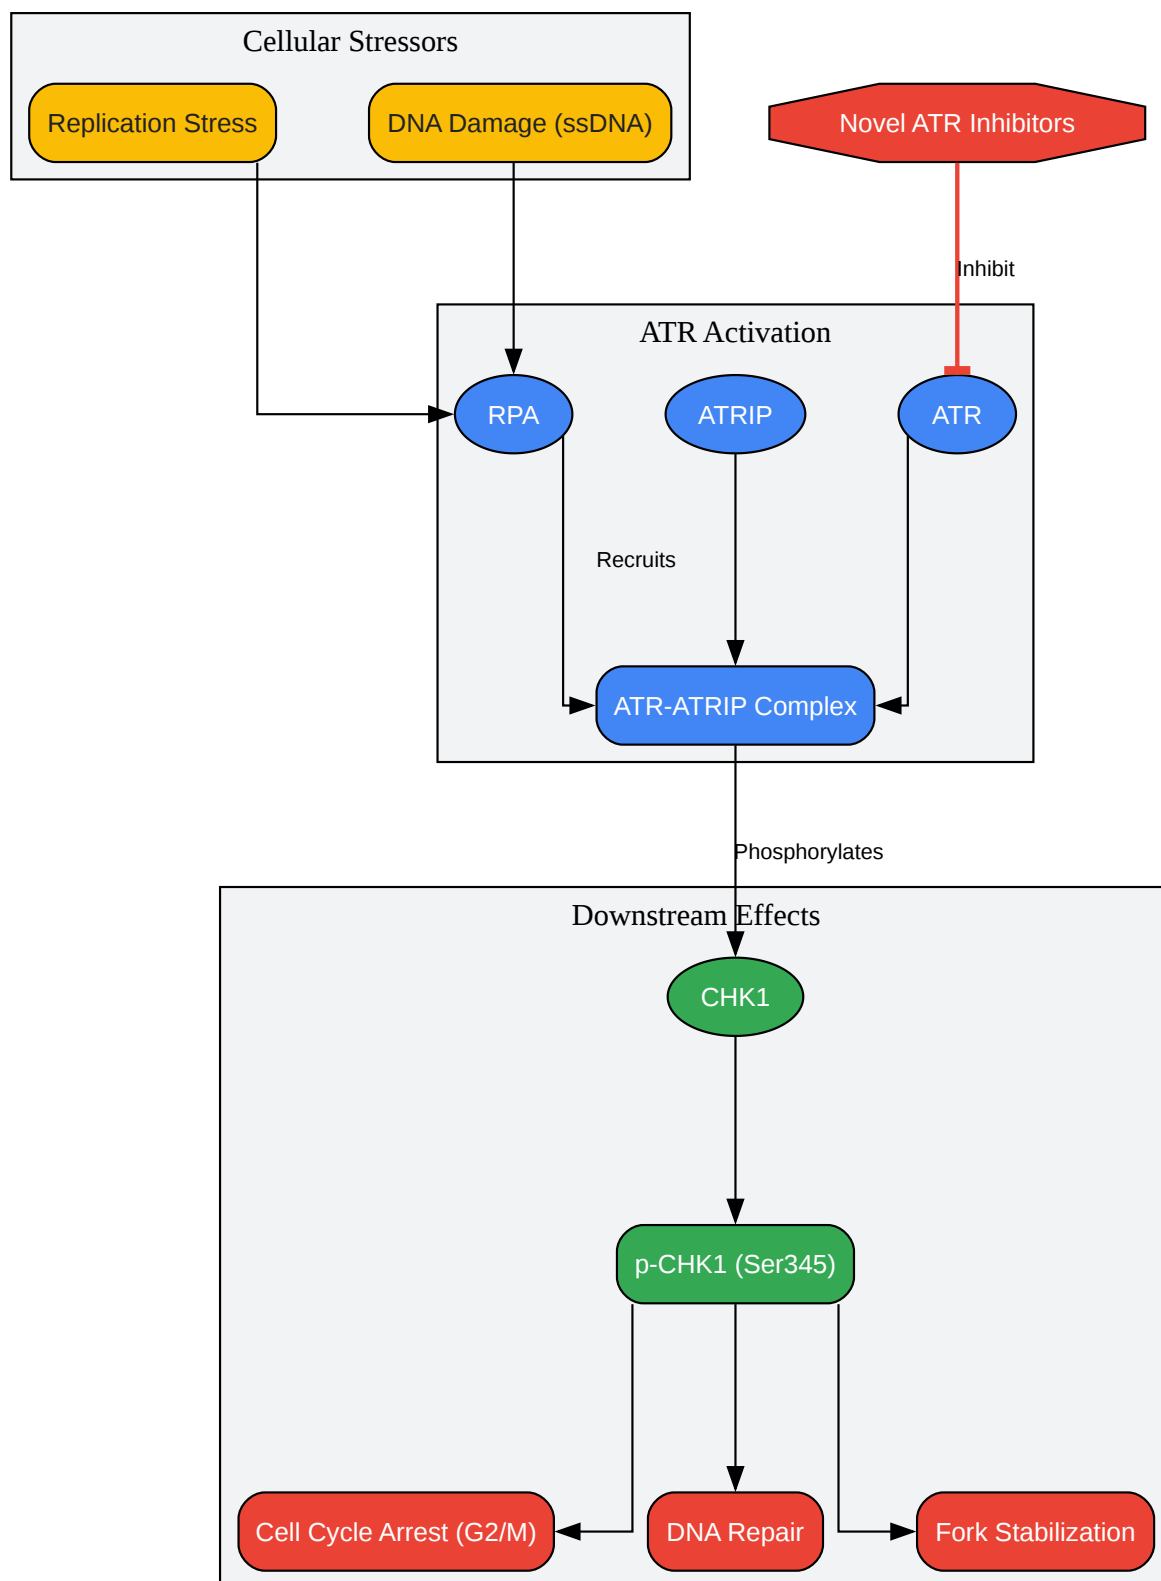 Cellular Stressors
Replication Stress
DNA Damage (ssDNA)
Novel ATR Inhibitors
Inhibit
ATR Activation
RPA
ATRIP
ATR
Recruits
ATR-ATRIP Complex
Phosphorylates
Downstream Effects
CHK1
p-CHK1 (Ser345)
Cell Cycle Arrest (G2/M)
DNA Repair
Fork Stabilization